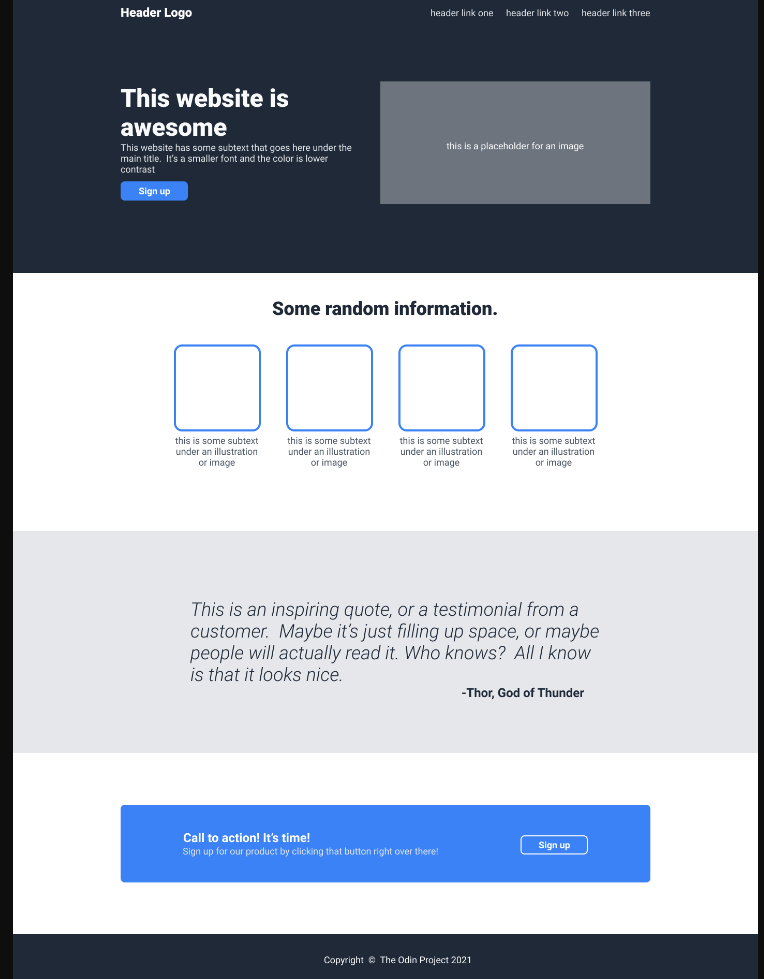 Header Logo
header link one
header link two
header link three
This website is
awesome
This website has some subtext that goes here under the
main title.  It's a smaller font and the color is lower
contrast
Sign up
this is a placeholder for an image
Some random information.
this is some subtext
under an illustration
or image
this is some subtext
under an illustration
or image
this is some subtext
under an illustration
or image
this is some subtext
under an illustration
or image
This is an inspiring quote, or a testimonial from a
customer.  Maybe it's just filling up space, or maybe
people will actually read it. Who knows?  All I know
is that it looks nice.
-Thor, God of Thunder
Call to action! It's time!
Sign up for our product by clicking that button right over there!
Sign up
Copyright © The Odin Project 2021